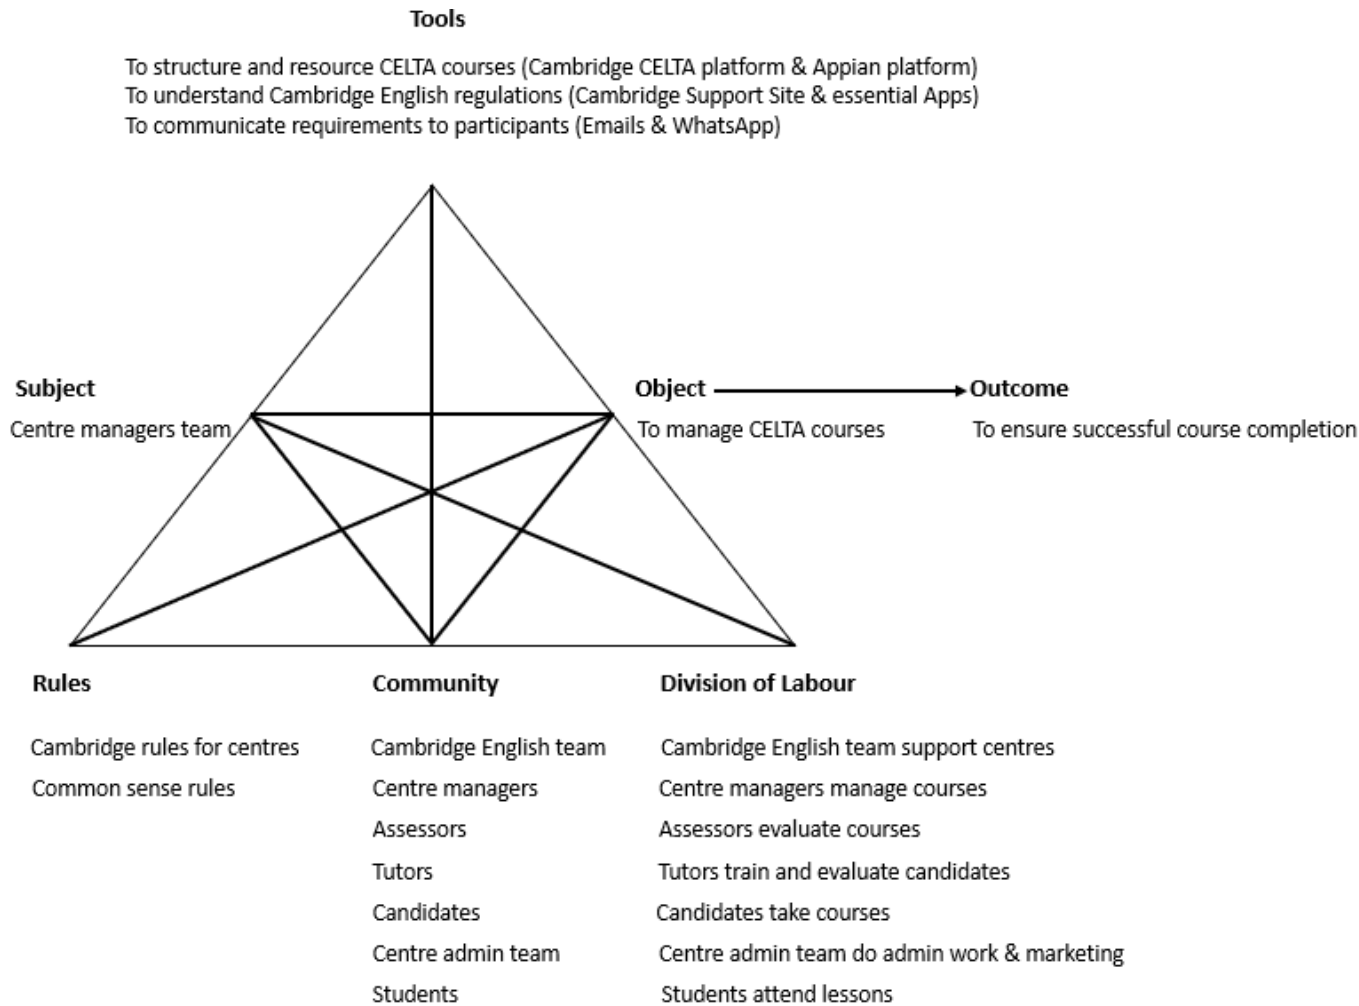 Tools
To structure and resource CELTA courses (Cambridge CELTA platform & Appian platform)
To understand Cambridge English regulations (Cambridge Support Site & essential Apps)
To communicate requirements to participants (Emails & WhatsApp)
Subject
Centre managers team
Object
To manage CELTA courses
Outcome
To ensure successful course completion
Rules
Cambridge rules for centres
Common sense rules
Community
Cambridge English team
Centre managers
Assessors
Tutors
Candidates
Centre admin team
Students
Division of Labour
Cambridge English team support centres
Centre managers manage courses
Assessors evaluate courses
Tutors train and evaluate candidates
Candidates take courses
Centre admin team do admin work & marketing
Students attend lessons